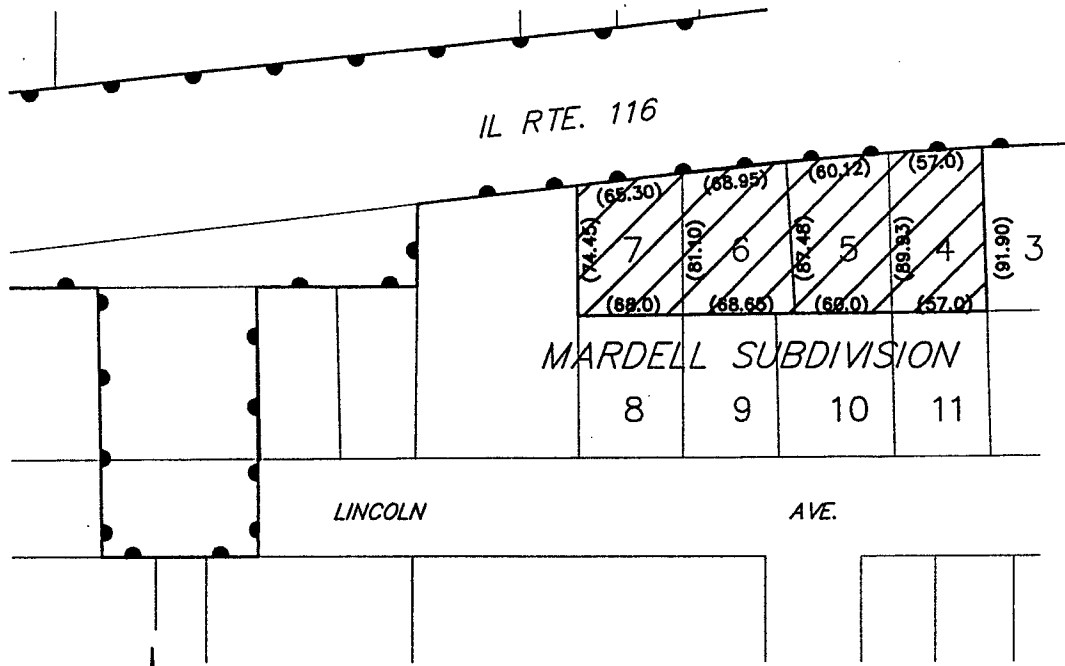 IL RTE. 116
(65.30) (68.95) (60.12) (57.0)
(74.45) 7 (81.10) 6 (87.48) 5 (89.93) 4 (91.90) 3
(68.0) (68.65) (60.0) (57.0)
MARDELL SUBDIVISION
8 9 10 11
LINCOLN AVE.